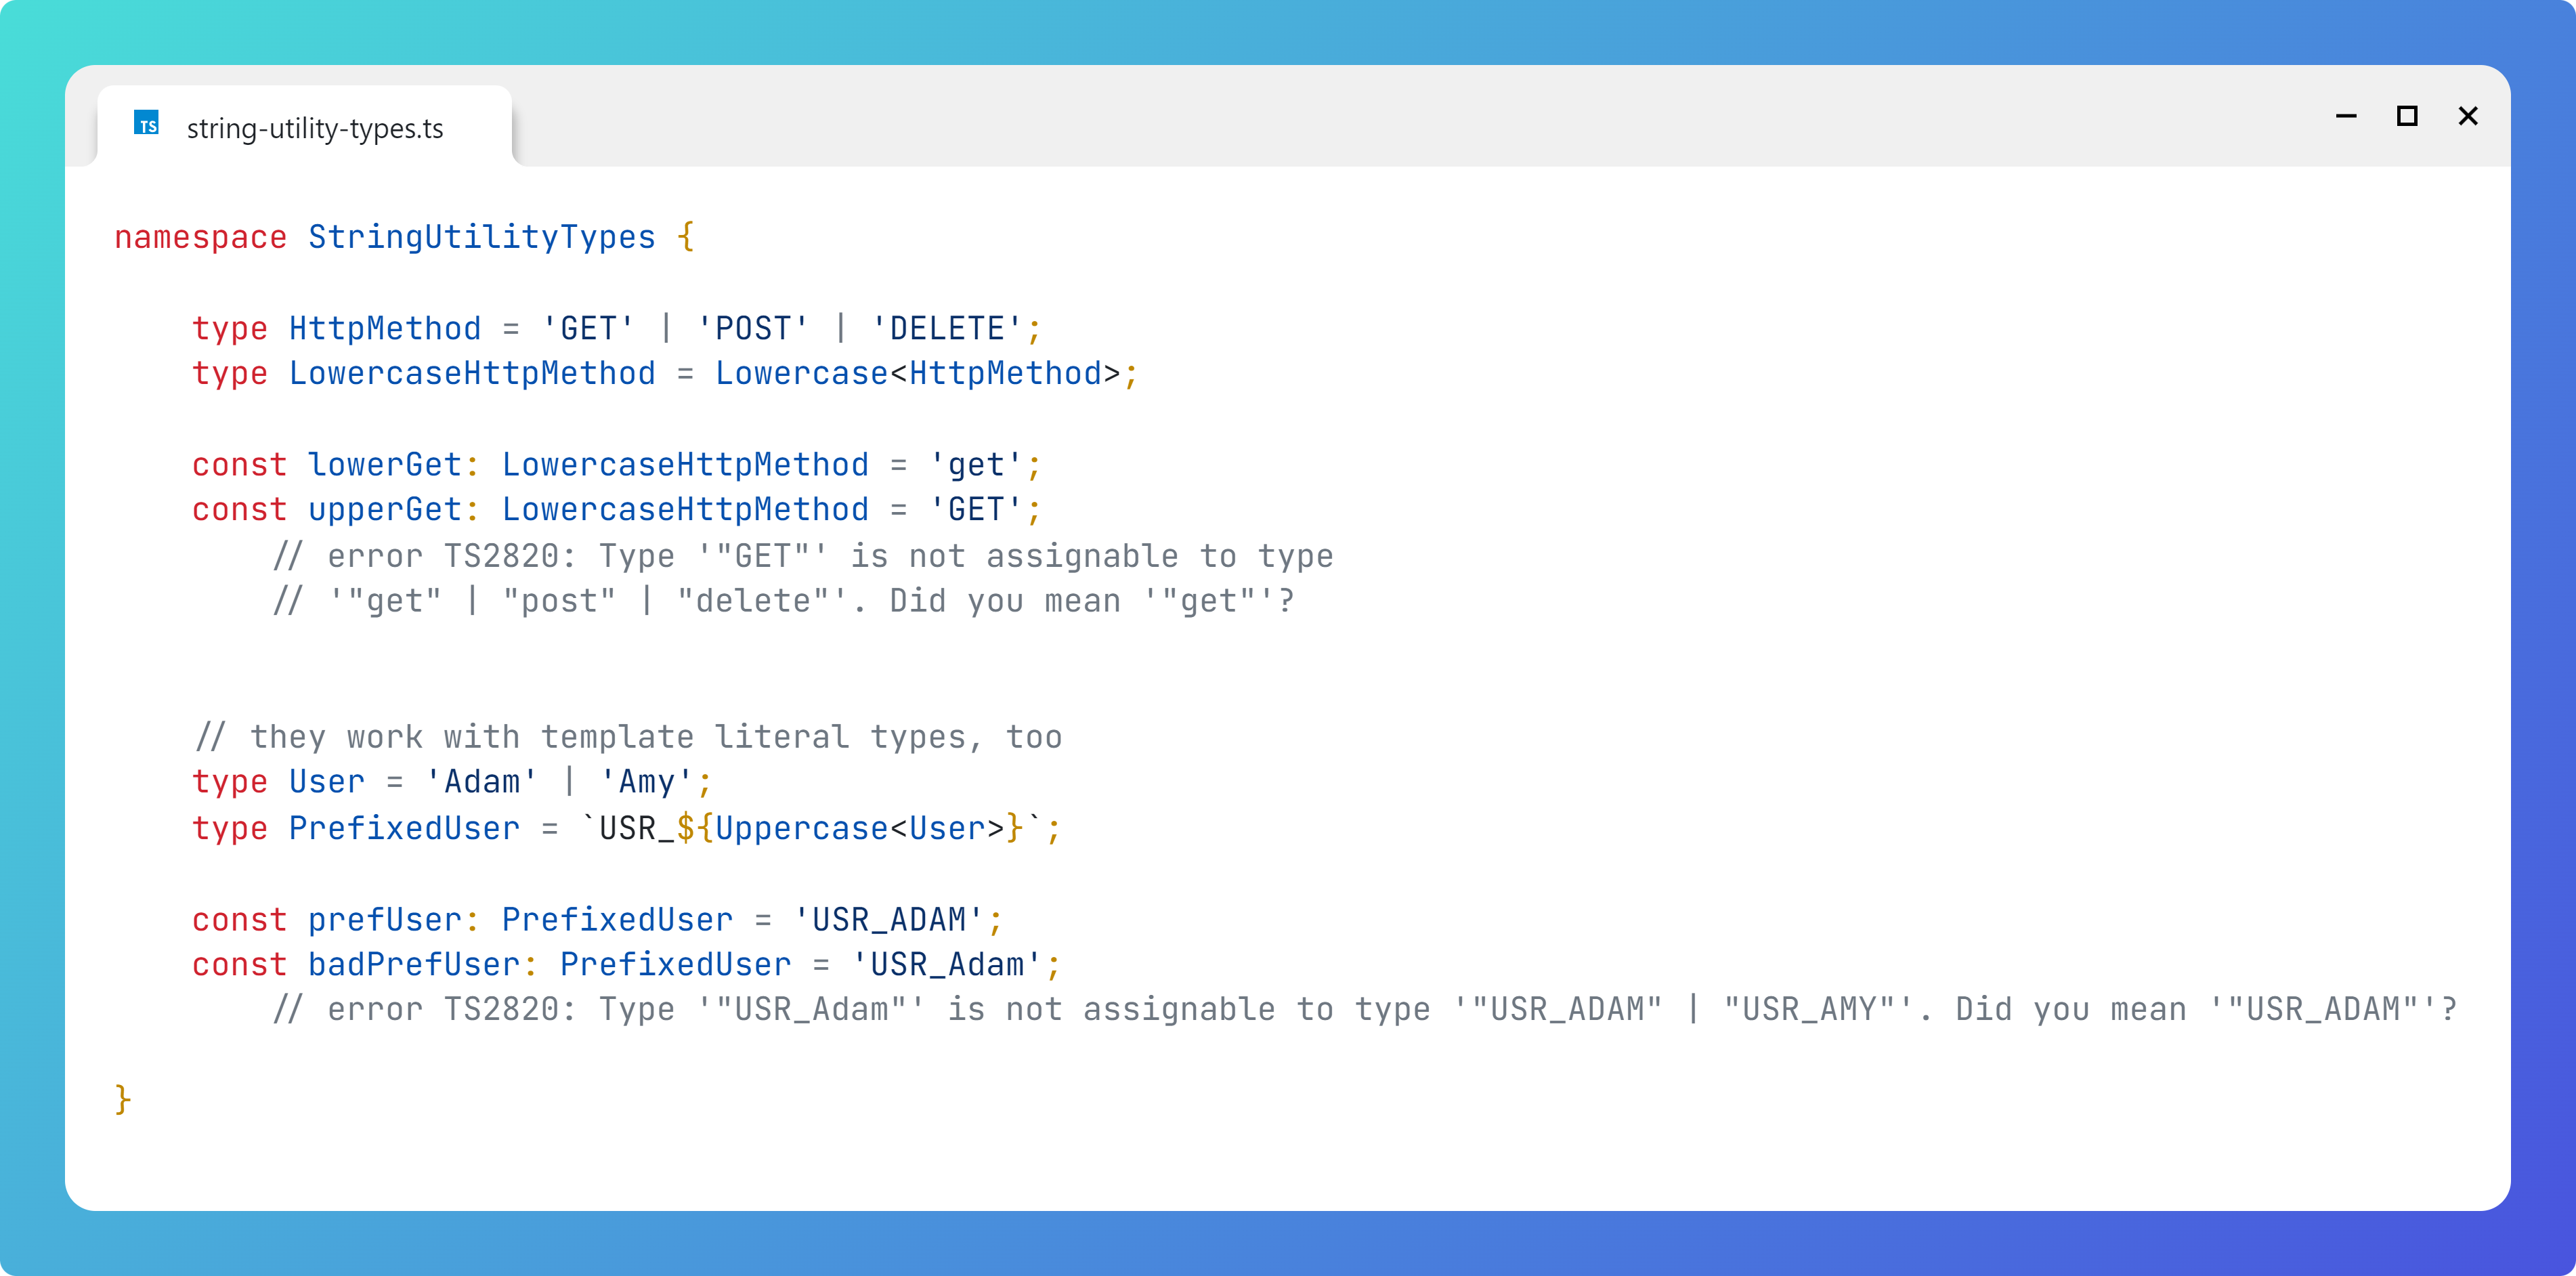 TS string-utility-types.ts
namespace StringUtilityTypes {
type HttpMethod = 'GET' | 'POST' | 'DELETE';
type LowercaseHttpMethod = Lowercase<HttpMethod>;
const lowerGet: LowercaseHttpMethod = 'get';
const upperGet: LowercaseHttpMethod = 'GET';
// error TS2820: Type '"GET"' is not assignable to type
// '"get" | "post" | "delete"'. Did you mean '"get"'?
// they work with template literal types, too
type User = 'Adam' | 'Amy';
type PrefixedUser = `USR_${Uppercase<User>}`;
const prefUser: PrefixedUser = 'USR_ADAM';
const badPrefUser: PrefixedUser = 'USR_Adam';
// error TS2820: Type '"USR_Adam"' is not assignable to type '"USR_ADAM" | "USR_AMY"'. Did you mean '"USR_ADAM"'?
}